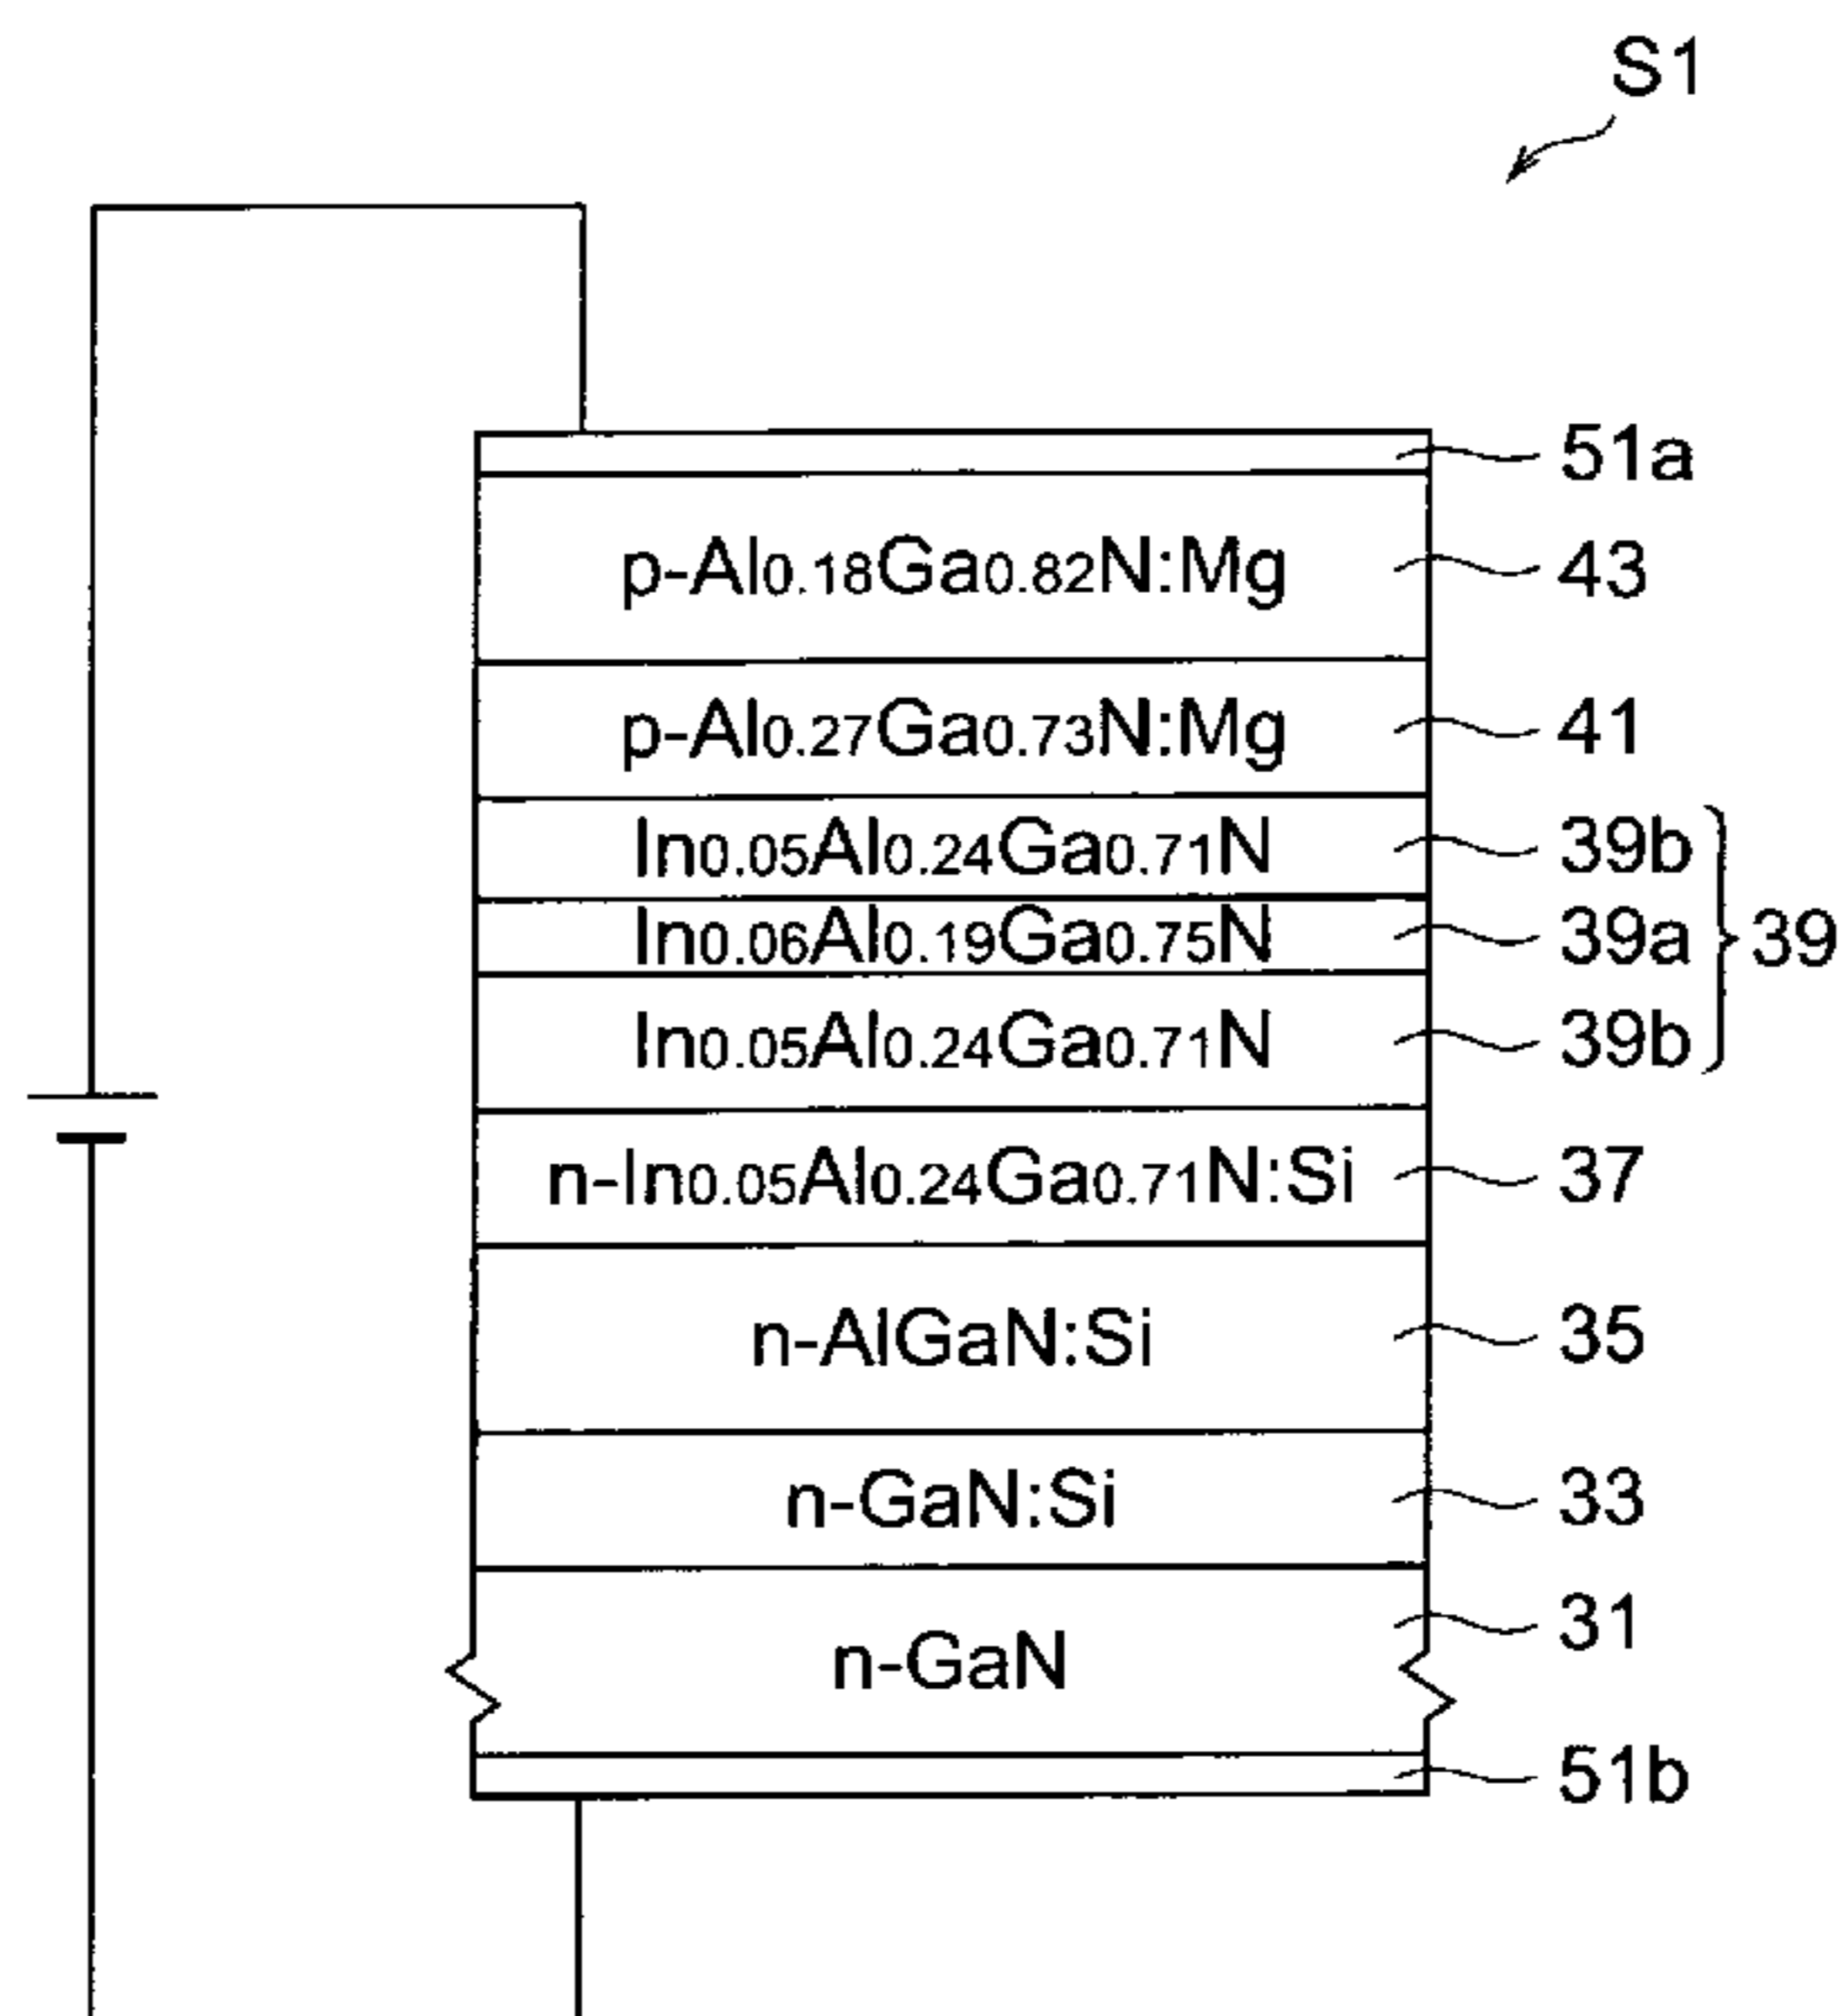 S1
51a
p-Al0.18Ga0.82N:Mg 43
p-Al0.27Ga0.73N:Mg 41
In0.05Al0.24Ga0.71N 39b
In0.06Al0.19Ga0.75N 39a 39
In0.05Al0.24Ga0.71N 39b
n-In0.05Al0.24Ga0.71N:Si 37
n-AlGaN:Si 35
n-GaN:Si 33
n-GaN 31
51b